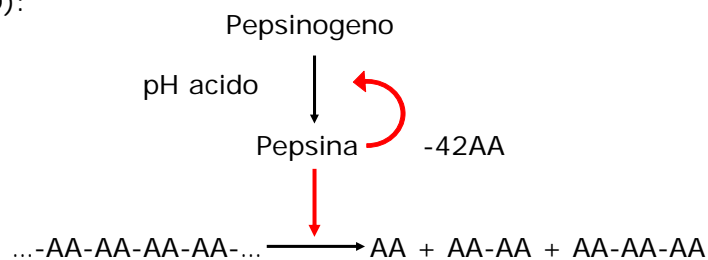 ):
Pepsinogeno
pH acido
Pepsina -42AA
...-AA-AA-AA-AA-... AA + AA-AA + AA-AA-AA